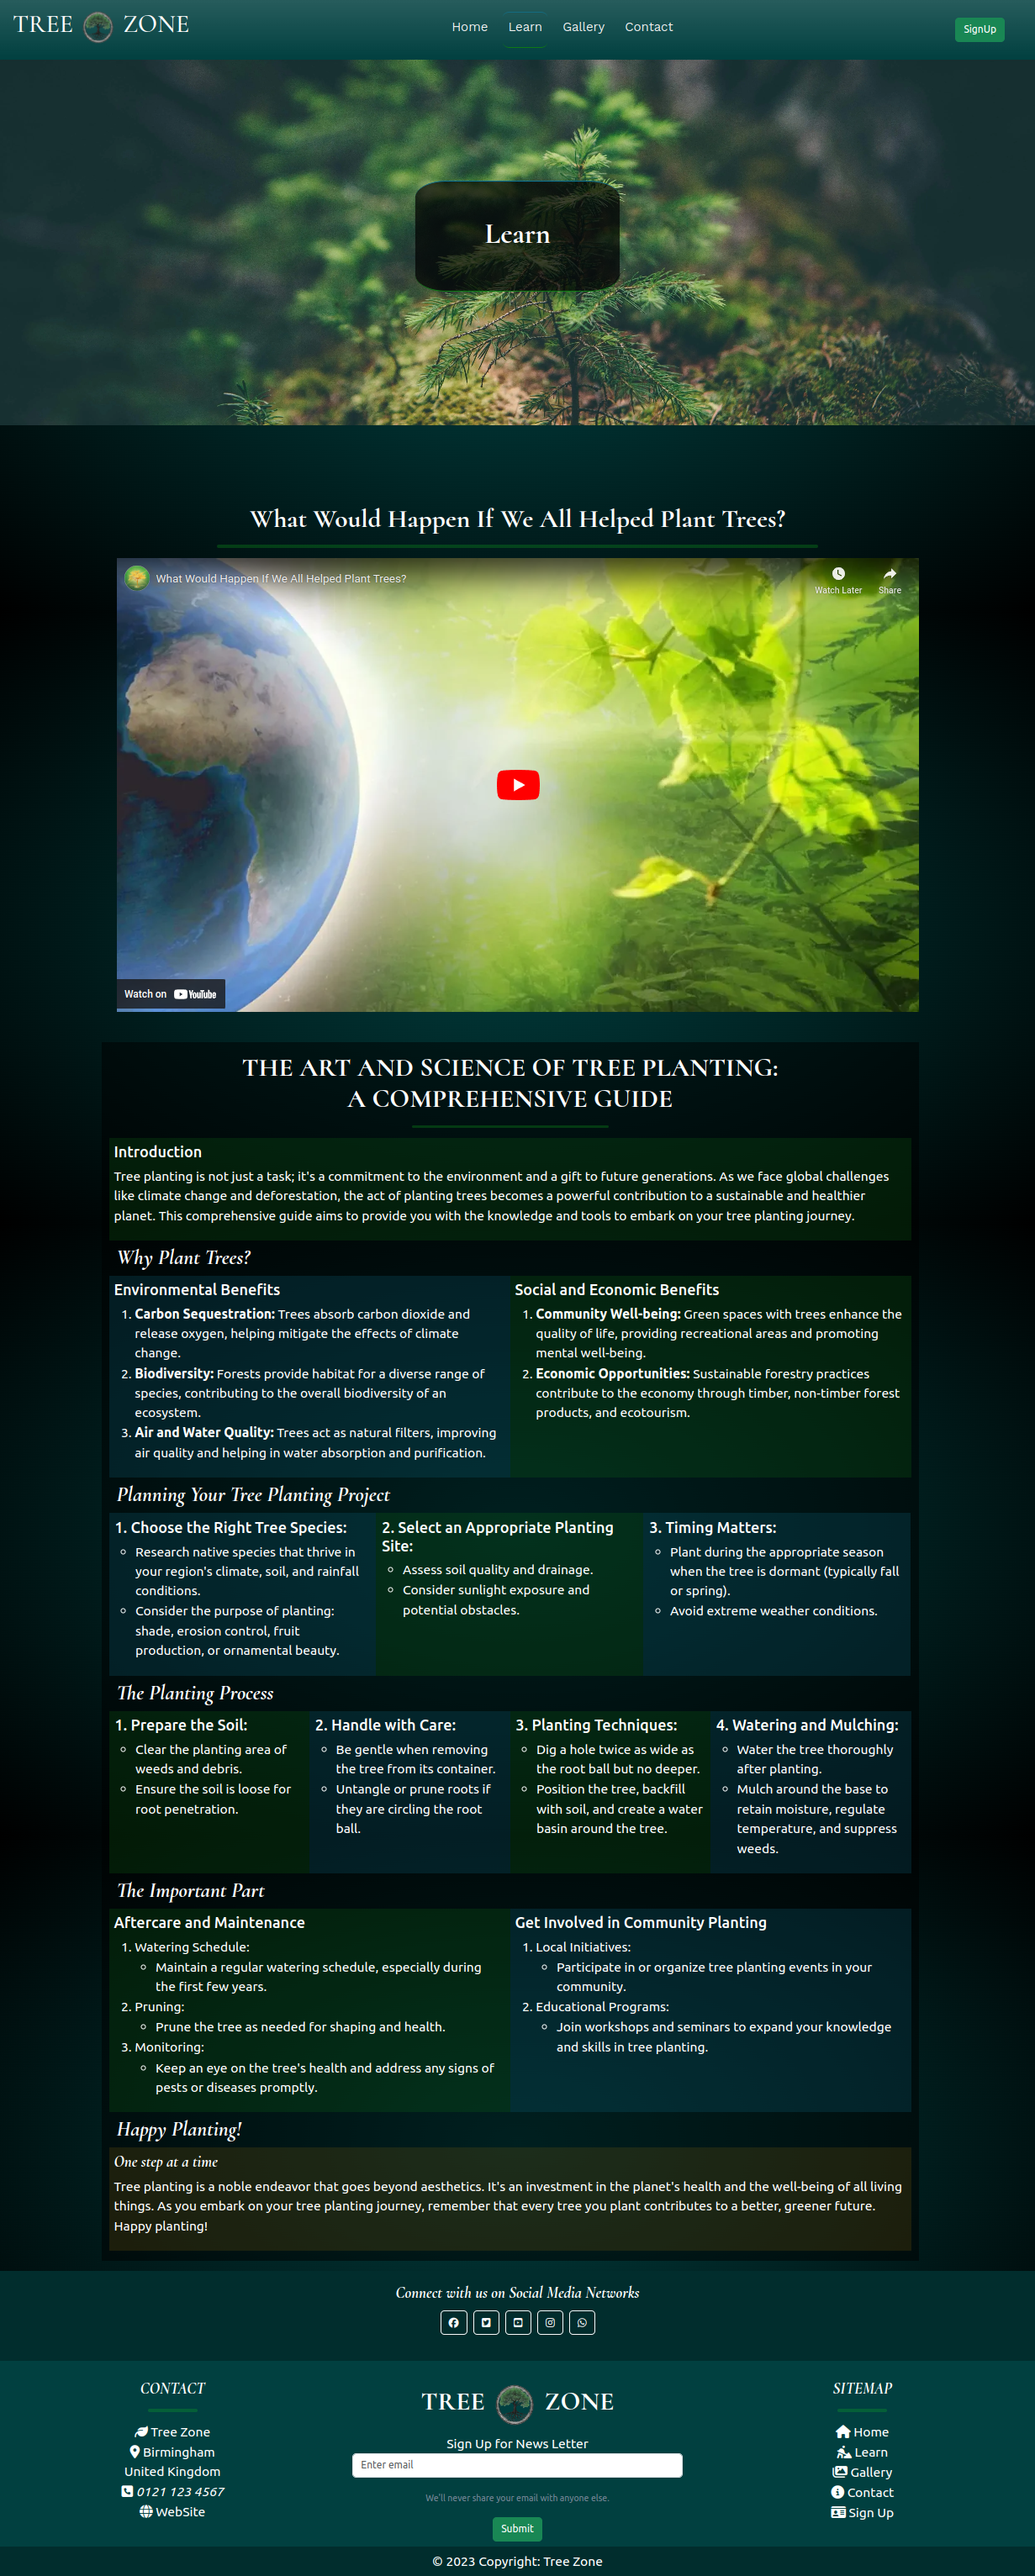 TREE ZONE
Home Learn Gallery Contact
SignUp
Learn
What Would Happen If We All Helped Plant Trees?
What Would Happen If We All Helped Plant Trees?
Watch Later Share
Watch on YouTube
THE ART AND SCIENCE OF TREE PLANTING:
A COMPREHENSIVE GUIDE
Introduction
Tree planting is not just a task; it's a commitment to the environment and a gift to future generations. As we face global challenges
like climate change and deforestation, the act of planting trees becomes a powerful contribution to a sustainable and healthier
planet. This comprehensive guide aims to provide you with the knowledge and tools to embark on your tree planting journey.
Why Plant Trees?
Environmental Benefits
1. Carbon Sequestration: Trees absorb carbon dioxide and
release oxygen, helping mitigate the effects of climate
change.
2. Biodiversity: Forests provide habitat for a diverse range of
species, contributing to the overall biodiversity of an
ecosystem.
3. Air and Water Quality: Trees act as natural filters, improving
air quality and helping in water absorption and purification.
Social and Economic Benefits
1. Community Well-being: Green spaces with trees enhance the
quality of life, providing recreational areas and promoting
mental well-being.
2. Economic Opportunities: Sustainable forestry practices
contribute to the economy through timber, non-timber forest
products, and ecotourism.
Planning Your Tree Planting Project
1. Choose the Right Tree Species:
Research native species that thrive in
your region's climate, soil, and rainfall
conditions.
Consider the purpose of planting:
shade, erosion control, fruit
production, or ornamental beauty.
2. Select an Appropriate Planting
Site:
Assess soil quality and drainage.
Consider sunlight exposure and
potential obstacles.
3. Timing Matters:
Plant during the appropriate season
when the tree is dormant (typically fall
or spring).
Avoid extreme weather conditions.
The Planting Process
1. Prepare the Soil:
Clear the planting area of
weeds and debris.
Ensure the soil is loose for
root penetration.
2. Handle with Care:
Be gentle when removing
the tree from its container.
Untangle or prune roots if
they are circling the root
ball.
3. Planting Techniques:
Dig a hole twice as wide as
the root ball but no deeper.
Position the tree, backfill
with soil, and create a water
basin around the tree.
4. Watering and Mulching:
Water the tree thoroughly
after planting.
Mulch around the base to
retain moisture, regulate
temperature, and suppress
weeds.
The Important Part
Aftercare and Maintenance
1. Watering Schedule:
Maintain a regular watering schedule, especially during
the first few years.
2. Pruning:
Prune the tree as needed for shaping and health.
3. Monitoring:
Keep an eye on the tree's health and address any signs of
pests or diseases promptly.
Get Involved in Community Planting
1. Local Initiatives:
Participate in or organize tree planting events in your
community.
2. Educational Programs:
Join workshops and seminars to expand your knowledge
and skills in tree planting.
Happy Planting!
One step at a time
Tree planting is a noble endeavor that goes beyond aesthetics. It's an investment in the planet's health and the well-being of all living
things. As you embark on your tree planting journey, remember that every tree you plant contributes to a better, greener future.
Happy planting!
Connect with us on Social Media Networks
CONTACT
Tree Zone
Birmingham
United Kingdom
0121 123 4567
WebSite
TREE ZONE
Sign Up for News Letter
Enter email
We'll never share your email with anyone else.
Submit
SITEMAP
Home
Learn
Gallery
Contact
Sign Up
© 2023 Copyright: Tree Zone